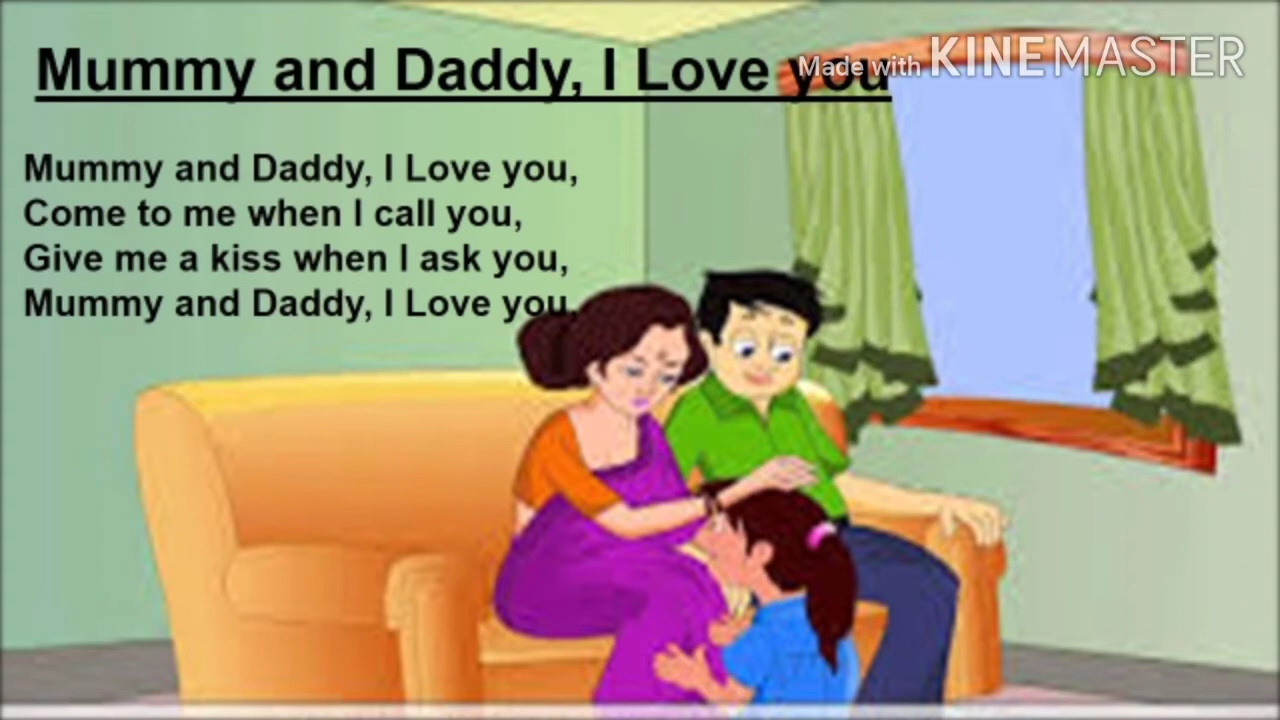 Mummy and Daddy, I Love you
Made with KINEMASTER
Mummy and Daddy, I Love you,
Come to me when I call you,
Give me a kiss when I ask you,
Mummy and Daddy, I Love you.